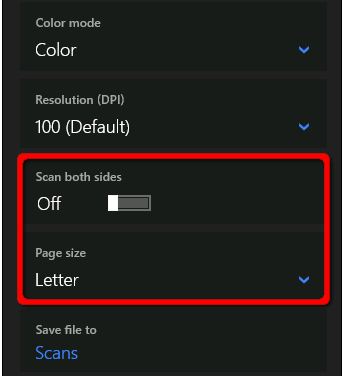 Color mode
Color
Resolution (DPI)
100 (Default)
Scan both sides
Off
Page size
Letter
Save file to
Scans